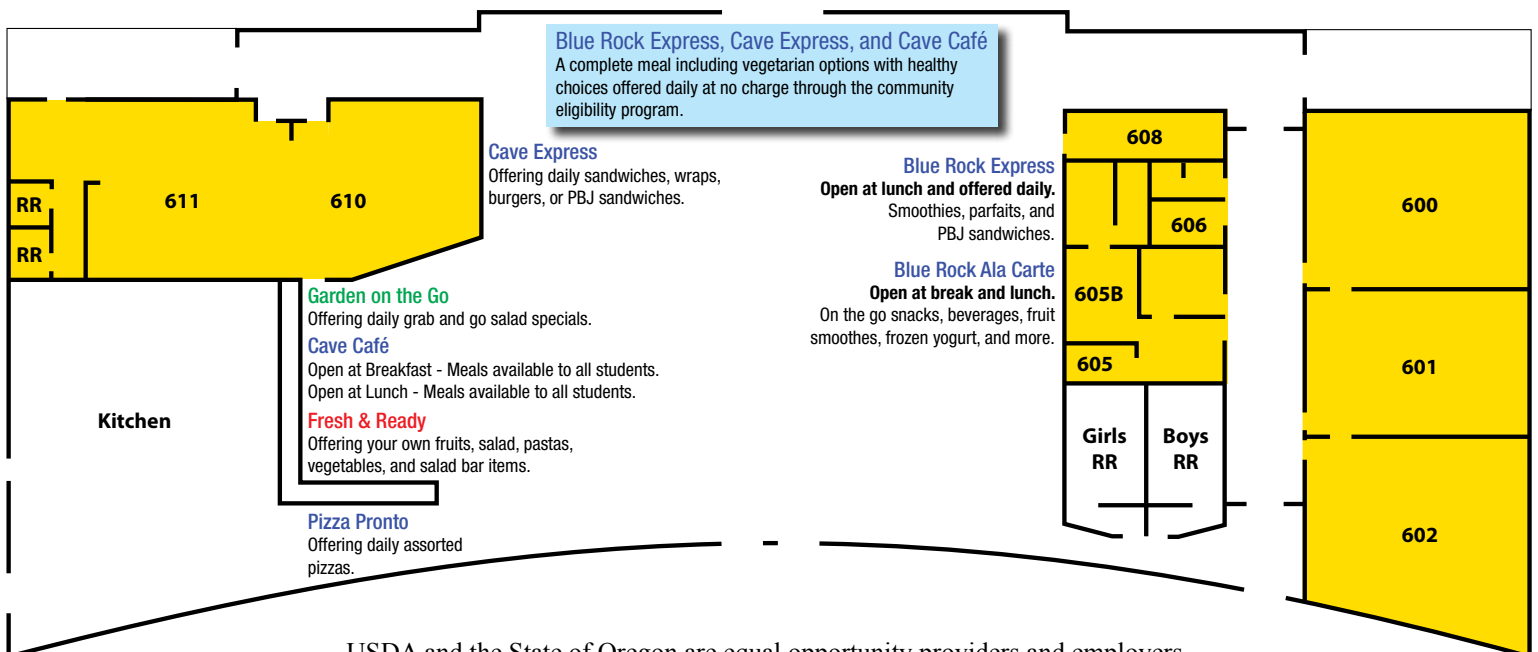 Blue Rock Express, Cave Express, and Cave Café
A complete meal including vegetarian options with healthy
choices offered daily at no charge through the community
eligibility program.
611
610
RR
RR
Cave Express
Offering daily sandwiches, wraps,
burgers, or PBJ sandwiches.
Garden on the Go
Offering daily grab and go salad specials.
Cave Café
Open at Breakfast - Meals available to all students.
Open at Lunch - Meals available to all students.
Kitchen
Fresh & Ready
Offering your own fruits, salad, pastas,
vegetables, and salad bar items.
Pizza Pronto
Offering daily assorted
pizzas.
Blue Rock Express
Open at lunch and offered daily.
Smoothies, parfaits, and
PBJ sandwiches.
Blue Rock Ala Carte
Open at break and lunch.
On the go snacks, beverages, fruit
smoothes, frozen yogurt, and more.
608
606
605B
605
Girls
RR
Boys
RR
600
601
602
USDA and the State of Oregon are equal opportunity providers and employers